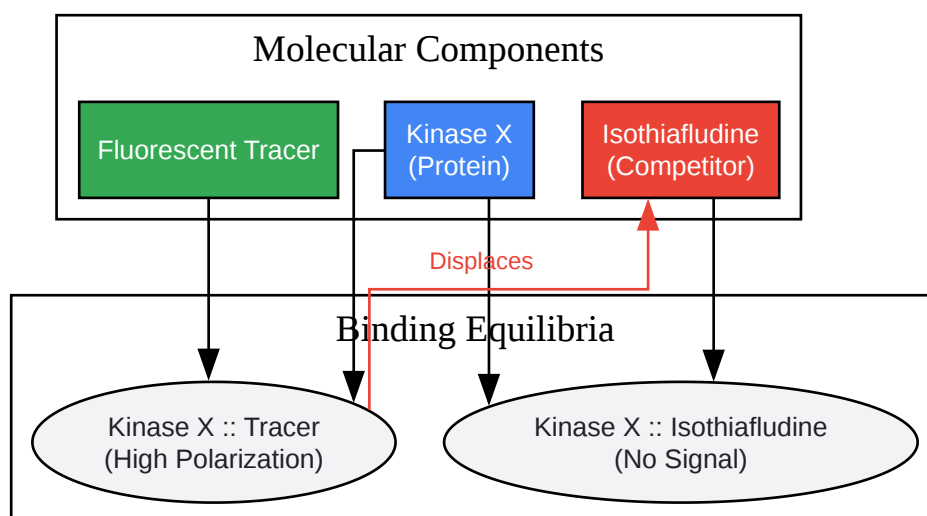 Molecular Components
Fluorescent Tracer
Kinase X
(Protein)
Isothiafludine
(Competitor)
Displaces
Binding Equilibria
Kinase X :: Tracer
(High Polarization)
Kinase X :: Isothiafludine
(No Signal)